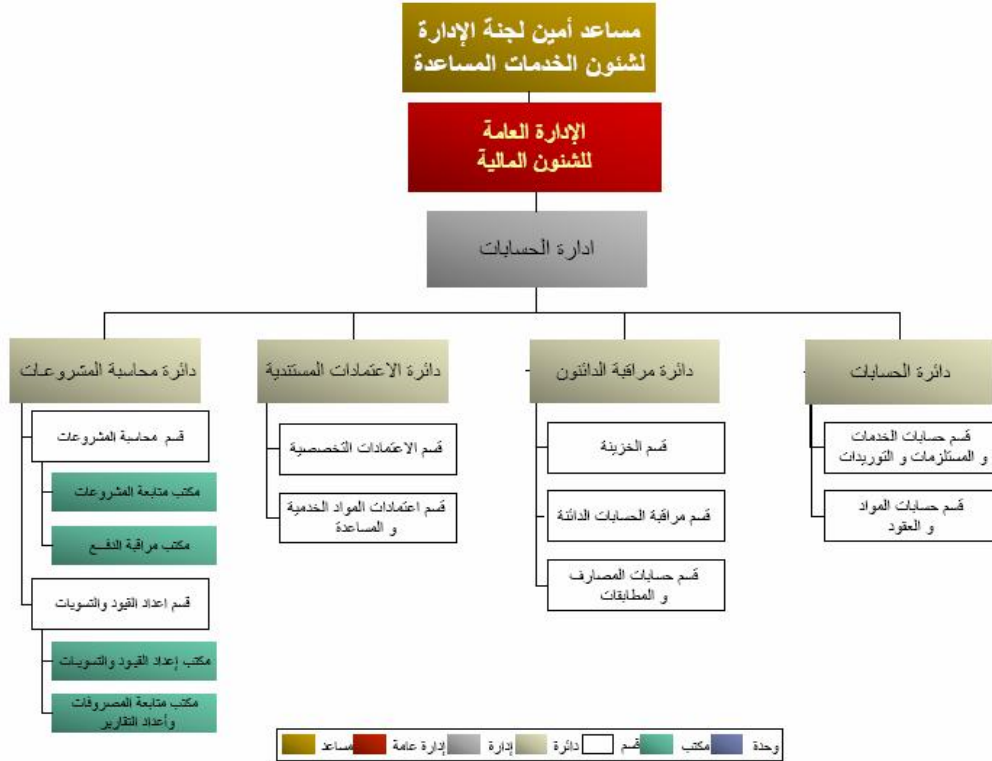 مساعد أمين لجنة الإدارة
لشئون الخدمات المساعدة
الإدارة العامة
للشئون المالية
ادارة الحسابات
دائرة الحسابات
قسم حسابات الخدمات
و المستلزمات و التوريدات
قسم حسابات المواد
و العقود
دائرة مراقبة الدائنون
قسم الخزينة
قسم مراقبة الحسابات الدائنة
قسم حسابات المصارف
و المطابقات
دائرة الاعتمادات المستندية
قسم الاعتمادات التخصصية
قسم اعتمادات المواد الخدمية
و المساعدة
دائرة محاسبة المشروعات
قسم محاسبة المشروعات
مكتب متابعة المشروعات
مكتب مراقبة الدفع
قسم اعداد القيود والتسويات
مكتب إعداد القيود والتسويات
مكتب متابعة المصروفات
وأعداد التقارير
وحدة مكتب قسم دائرة إدارة إدارة عامة مساعد